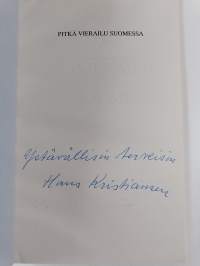 PITKÄ VIERAILU SUOMESSA
Ystävällisin terveisin
Hans Kristiansen